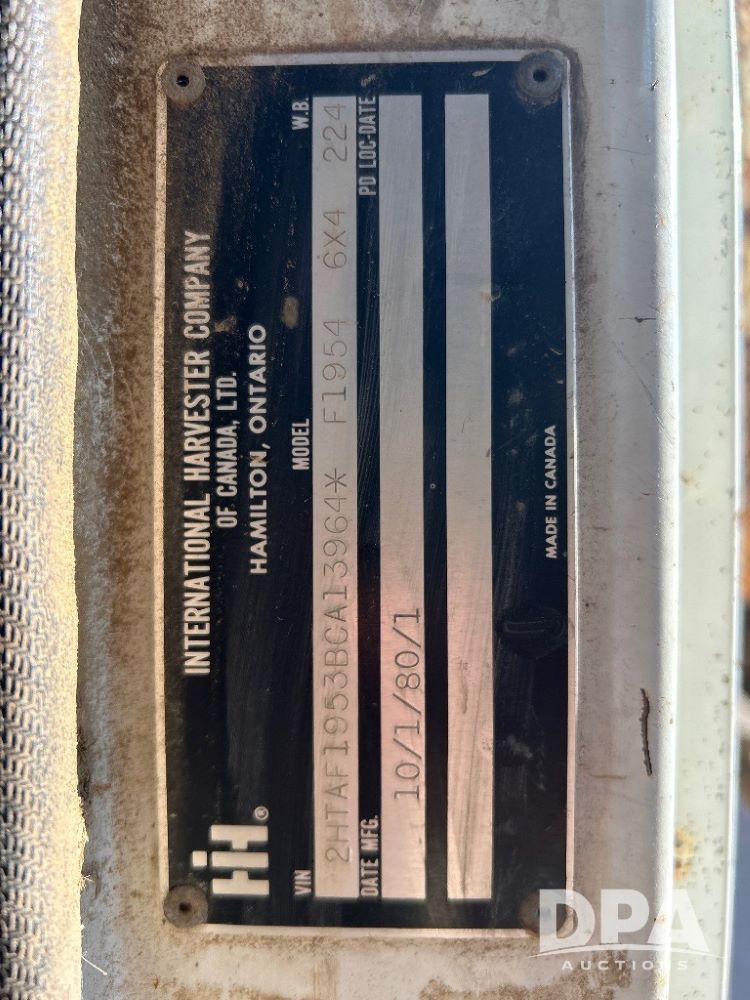 IH®
INTERNATIONAL HARVESTER COMPANY
OF CANADA, LTD.
HAMILTON, ONTARIO
VIN MODEL W.B.
2HTAF1953BCA13964* F1954 6X4 224
DATE MFG. PD LOC-DATE
10/1/80/1
MADE IN CANADA
DPA
AUCTIONS